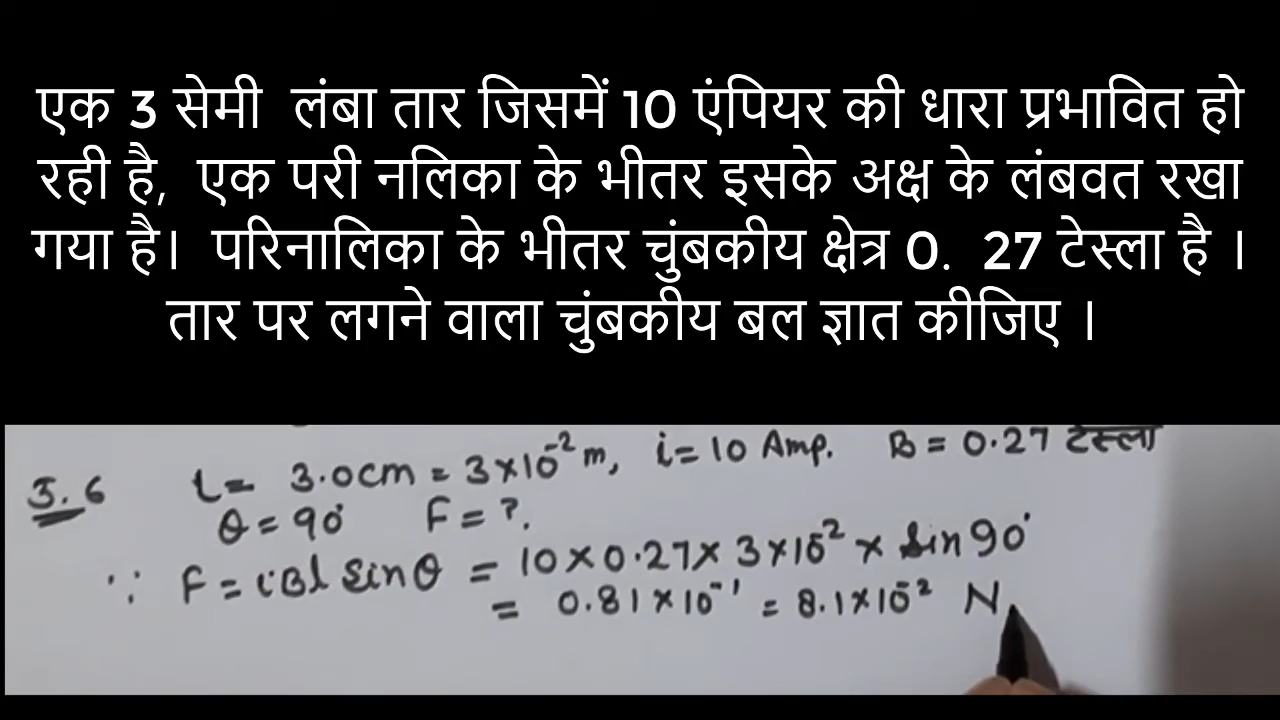 एक 3 सेमी लंबा तार जिसमें 10 एंपियर की धारा प्रभावित हो
रही है, एक परी नलिका के भीतर इसके अक्ष के लंबवत रखा
गया है। परिनालिका के भीतर चुंबकीय क्षेत्र 0. 27 टेस्ला है ।
तार पर लगने वाला चुंबकीय बल ज्ञात कीजिए ।
J.6 l = 3.0cm = 3×10⁻² m, i = 10 Amp. B = 0.27 टेस्ला
θ = 90° F = ?.
∵ F = iBl Sinθ = 10 × 0.27 × 3×10⁻² × Sin 90°
= 0.81×10⁻¹ = 8.1×10⁻² N